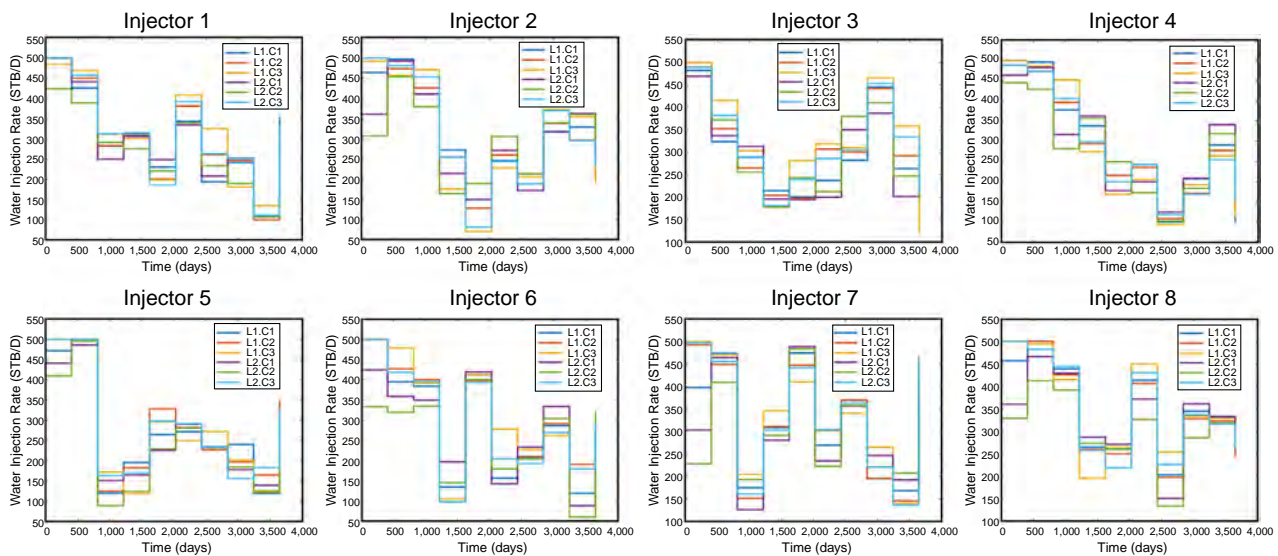 Injector 1
Water Injection Rate (STB/D)
550
500
450
400
350
300
250
200
150
100
50
L1.C1
L1.C2
L1.C3
L2.C1
L2.C2
L2.C3
0 500 1,000 1,500 2,000 2,500 3,000 3,500 4,000
Time (days)
Injector 2
Water Injection Rate (STB/D)
550
500
450
400
350
300
250
200
150
100
50
L1.C1
L1.C2
L1.C3
L2.C1
L2.C2
L2.C3
0 500 1,000 1,500 2,000 2,500 3,000 3,500 4,000
Time (days)
Injector 3
Water Injection Rate (STB/D)
550
500
450
400
350
300
250
200
150
100
L1.C1
L1.C2
L1.C3
L2.C1
L2.C2
L2.C3
0 500 1,000 1,500 2,000 2,500 3,000 3,500 4,000
Time (days)
Injector 4
Water Injection Rate (STB/D)
550
500
450
400
350
300
250
200
150
100
50
L1.C1
L1.C2
L1.C3
L2.C1
L2.C2
L2.C3
0 500 1,000 1,500 2,000 2,500 3,000 3,500 4,000
Time (days)
Injector 5
Water Injection Rate (STB/D)
550
500
450
400
350
300
250
200
150
100
50
L1.C1
L1.C2
L1.C3
L2.C1
L2.C2
L2.C3
0 500 1,000 1,500 2,000 2,500 3,000 3,500 4,000
Time (days)
Injector 6
Water Injection Rate (STB/D)
550
500
450
400
350
300
250
200
150
100
50
L1.C1
L1.C2
L1.C3
L2.C1
L2.C2
L2.C3
0 500 1,000 1,500 2,000 2,500 3,000 3,500 4,000
Time (days)
Injector 7
Water Injection Rate (STB/D)
550
500
450
400
350
300
250
200
150
100
L1.C1
L1.C2
L1.C3
L2.C1
L2.C2
L2.C3
0 500 1,000 1,500 2,000 2,500 3,000 3,500 4,000
Time (days)
Injector 8
Water Injection Rate (STB/D)
550
500
450
400
350
300
250
200
150
100
L1.C1
L1.C2
L1.C3
L2.C1
L2.C2
L2.C3
0 500 1,000 1,500 2,000 2,500 3,000 3,500 4,000
Time (days)